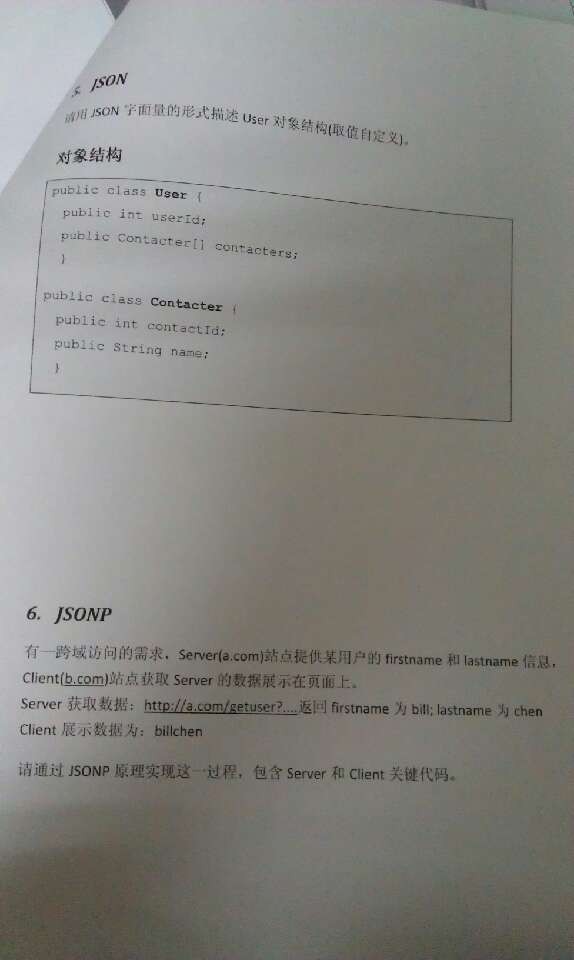 5. JSON
请用 JSON 字面量的形式描述 User 对象结构(取值自定义)。
对象结构
public class User {
public int userId;
public Contacter[] contacters;
}
public class Contacter {
public int contactId;
public String name;
}
6. JSONP
有一跨域访问的需求，Server(a.com)站点提供某用户的 firstname 和 lastname 信息，
Client(b.com)站点获取 Server 的数据展示在页面上。
Server 获取数据：http://a.com/getuser?....返回 firstname 为 bill; lastname 为 chen
Client 展示数据为：billchen
请通过 JSONP 原理实现这一过程，包含 Server 和 Client 关键代码。